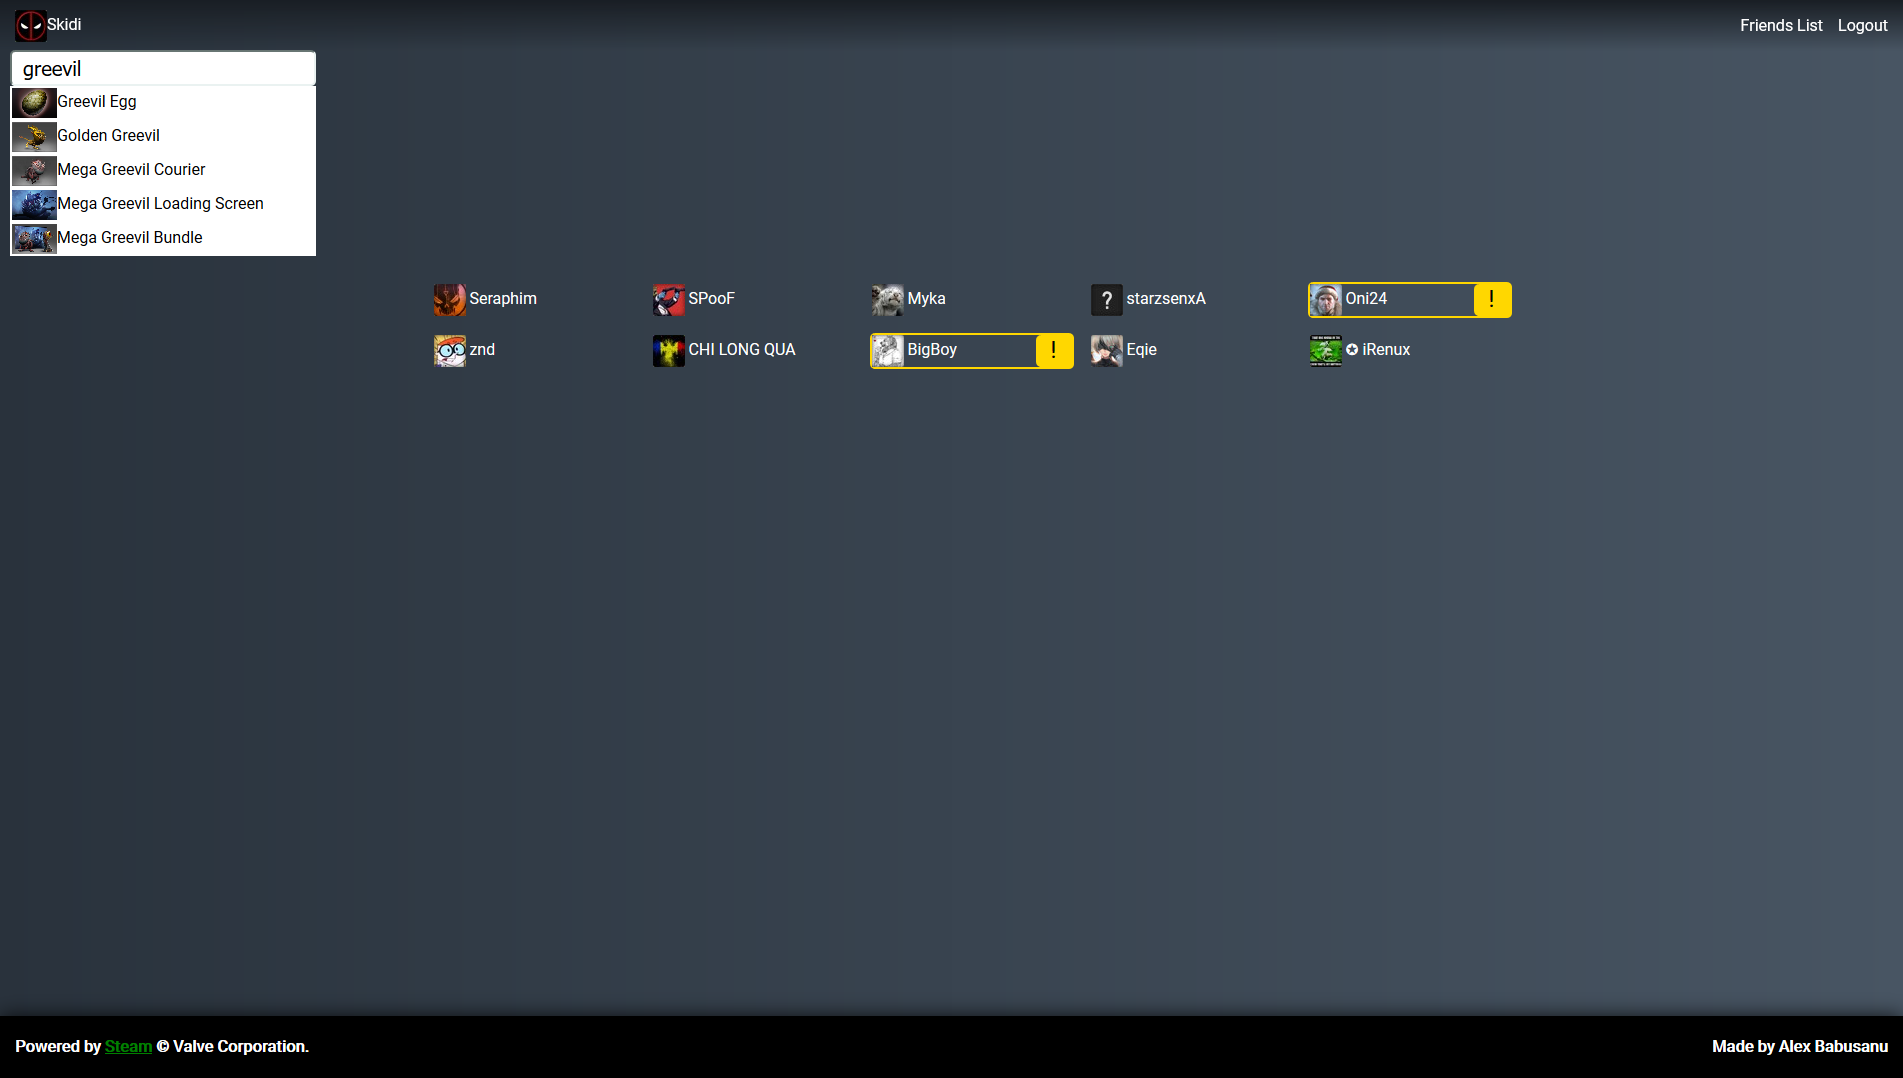 Skidi
Friends List
Logout
greevil
Greevil Egg
Golden Greevil
Mega Greevil Courier
Mega Greevil Loading Screen
Mega Greevil Bundle
Seraphim
SPooF
Myka
? starzsenxA
Oni24 !
znd
CHI LONG QUA
BigBoy !
Eqie
✪ iRenux
Powered by Steam © Valve Corporation.
Made by Alex Babusanu